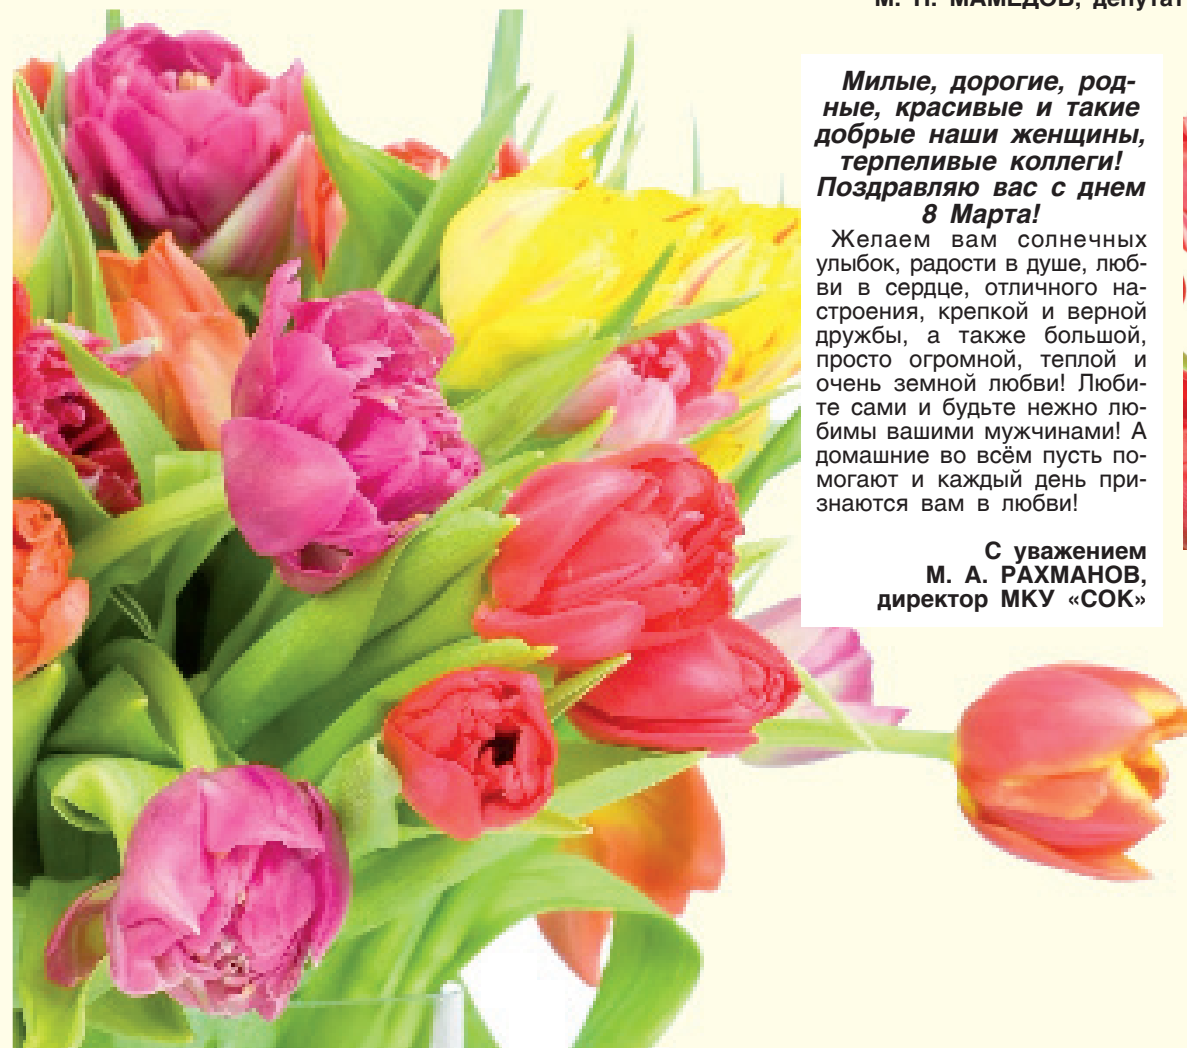 М. Н. МАМЕДОВ, депутат
Милые, дорогие, род-
ные, красивые и такие
добрые наши женщины,
терпеливые коллеги!
Поздравляю вас с днем
8 Марта!
Желаем вам солнечных
улыбок, радости в душе, люб-
ви в сердце, отличного на-
строения, крепкой и верной
дружбы, а также большой,
просто огромной, теплой и
очень земной любви! Люби-
те сами и будьте нежно лю-
бимы вашими мужчинами! А
домашние во всём пусть по-
могают и каждый день при-
знаются вам в любви!
С уважением
М. А. РАХМАНОВ,
директор МКУ «СОК»